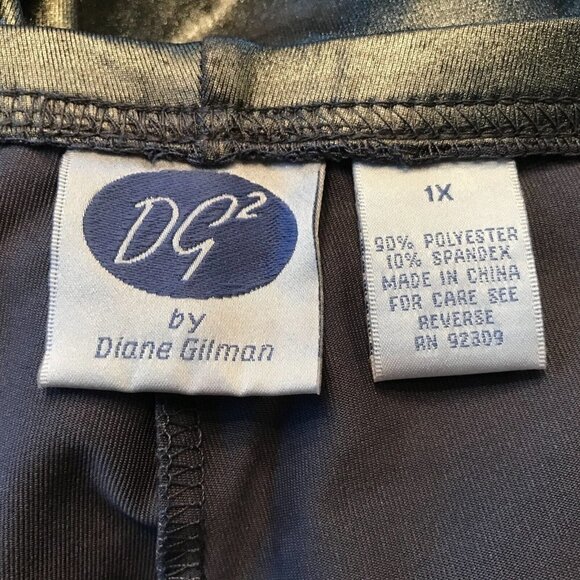 DG2
by
Diane Gilman
1X
90% POLYESTER
10% SPANDEX
MADE IN CHINA
FOR CARE SEE
REVERSE
RN 92309